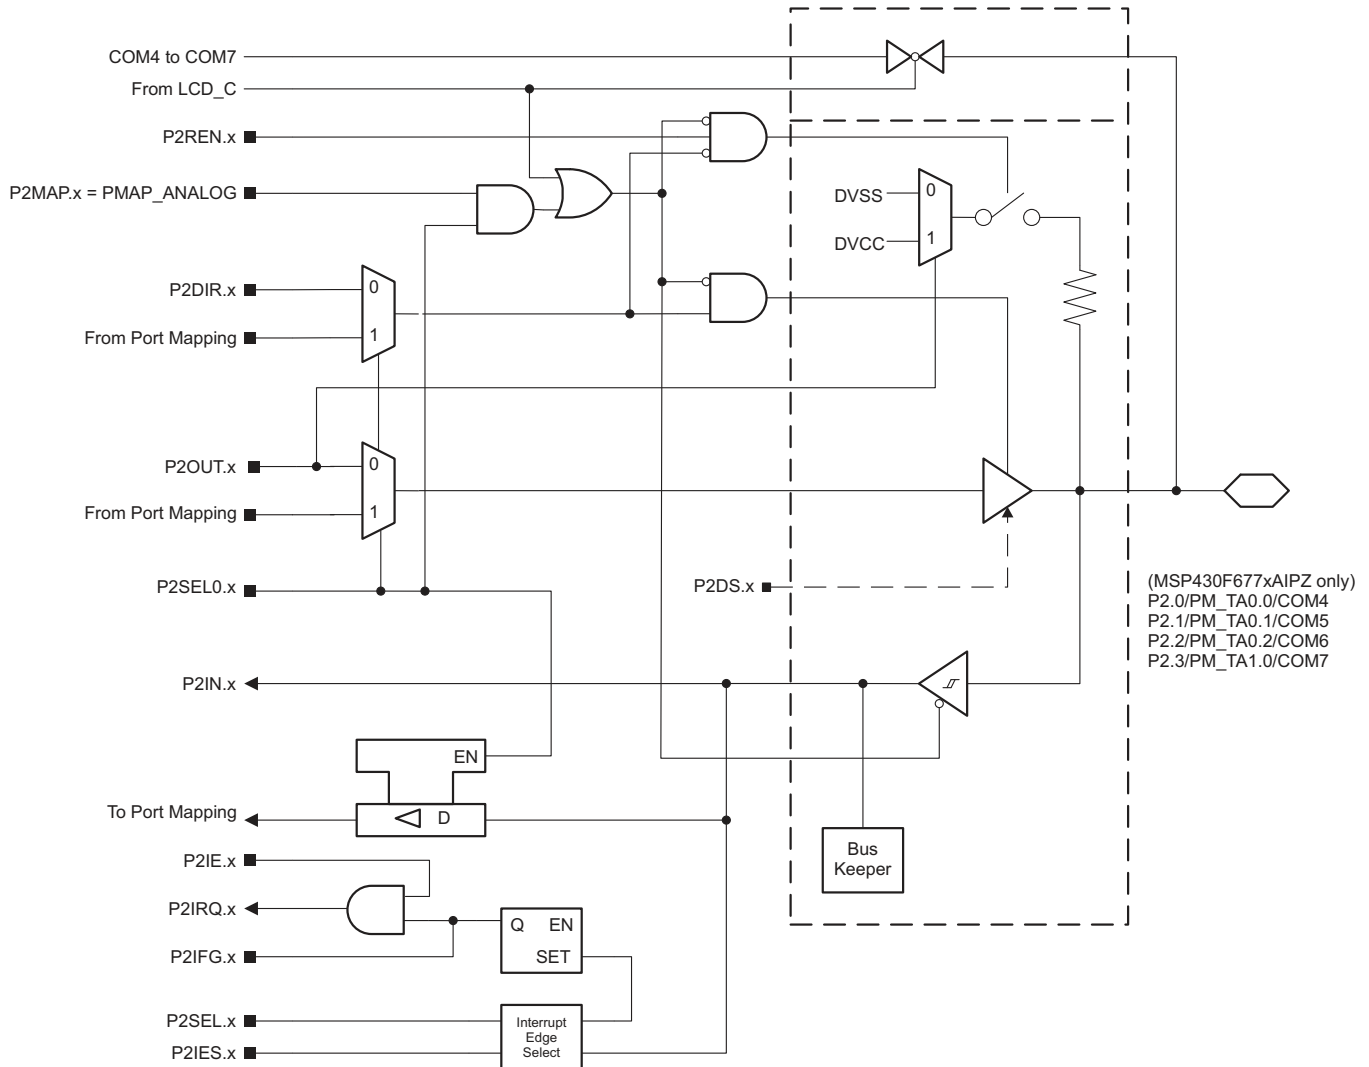 COM4 to COM7
From LCD_C
P2REN.x
P2MAP.x = PMAP_ANALOG
DVSS
0
DVCC
1
P2DIR.x
0
From Port Mapping
1
P2OUT.x
0
From Port Mapping
1
P2SEL0.x
P2DS.x
(MSP430F677xAIPZ only)
P2.0/PM_TA0.0/COM4
P2.1/PM_TA0.1/COM5
P2.2/PM_TA0.2/COM6
P2.3/PM_TA1.0/COM7
P2IN.x
EN
To Port Mapping
D
Bus
Keeper
P2IE.x
P2IRQ.x
Q EN
SET
P2IFG.x
P2SEL.x
P2IES.x
Interrupt
Edge
Select